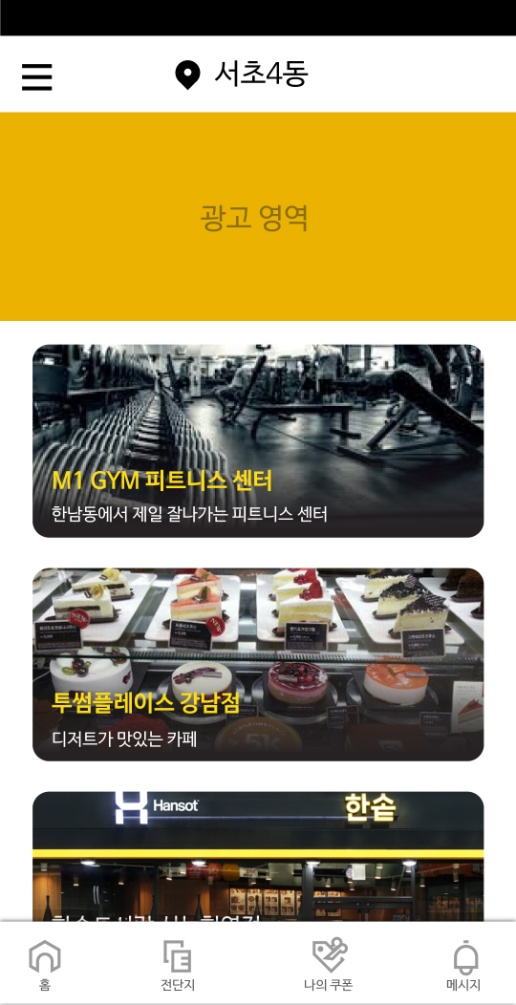 서초4동
광고 영역
M1 GYM 피트니스 센터
한남동에서 제일 잘나가는 피트니스 센터
투썸플레이스 강남점
디저트가 맛있는 카페
Hansot
한솥
홈
전단지
나의 쿠폰
메시지